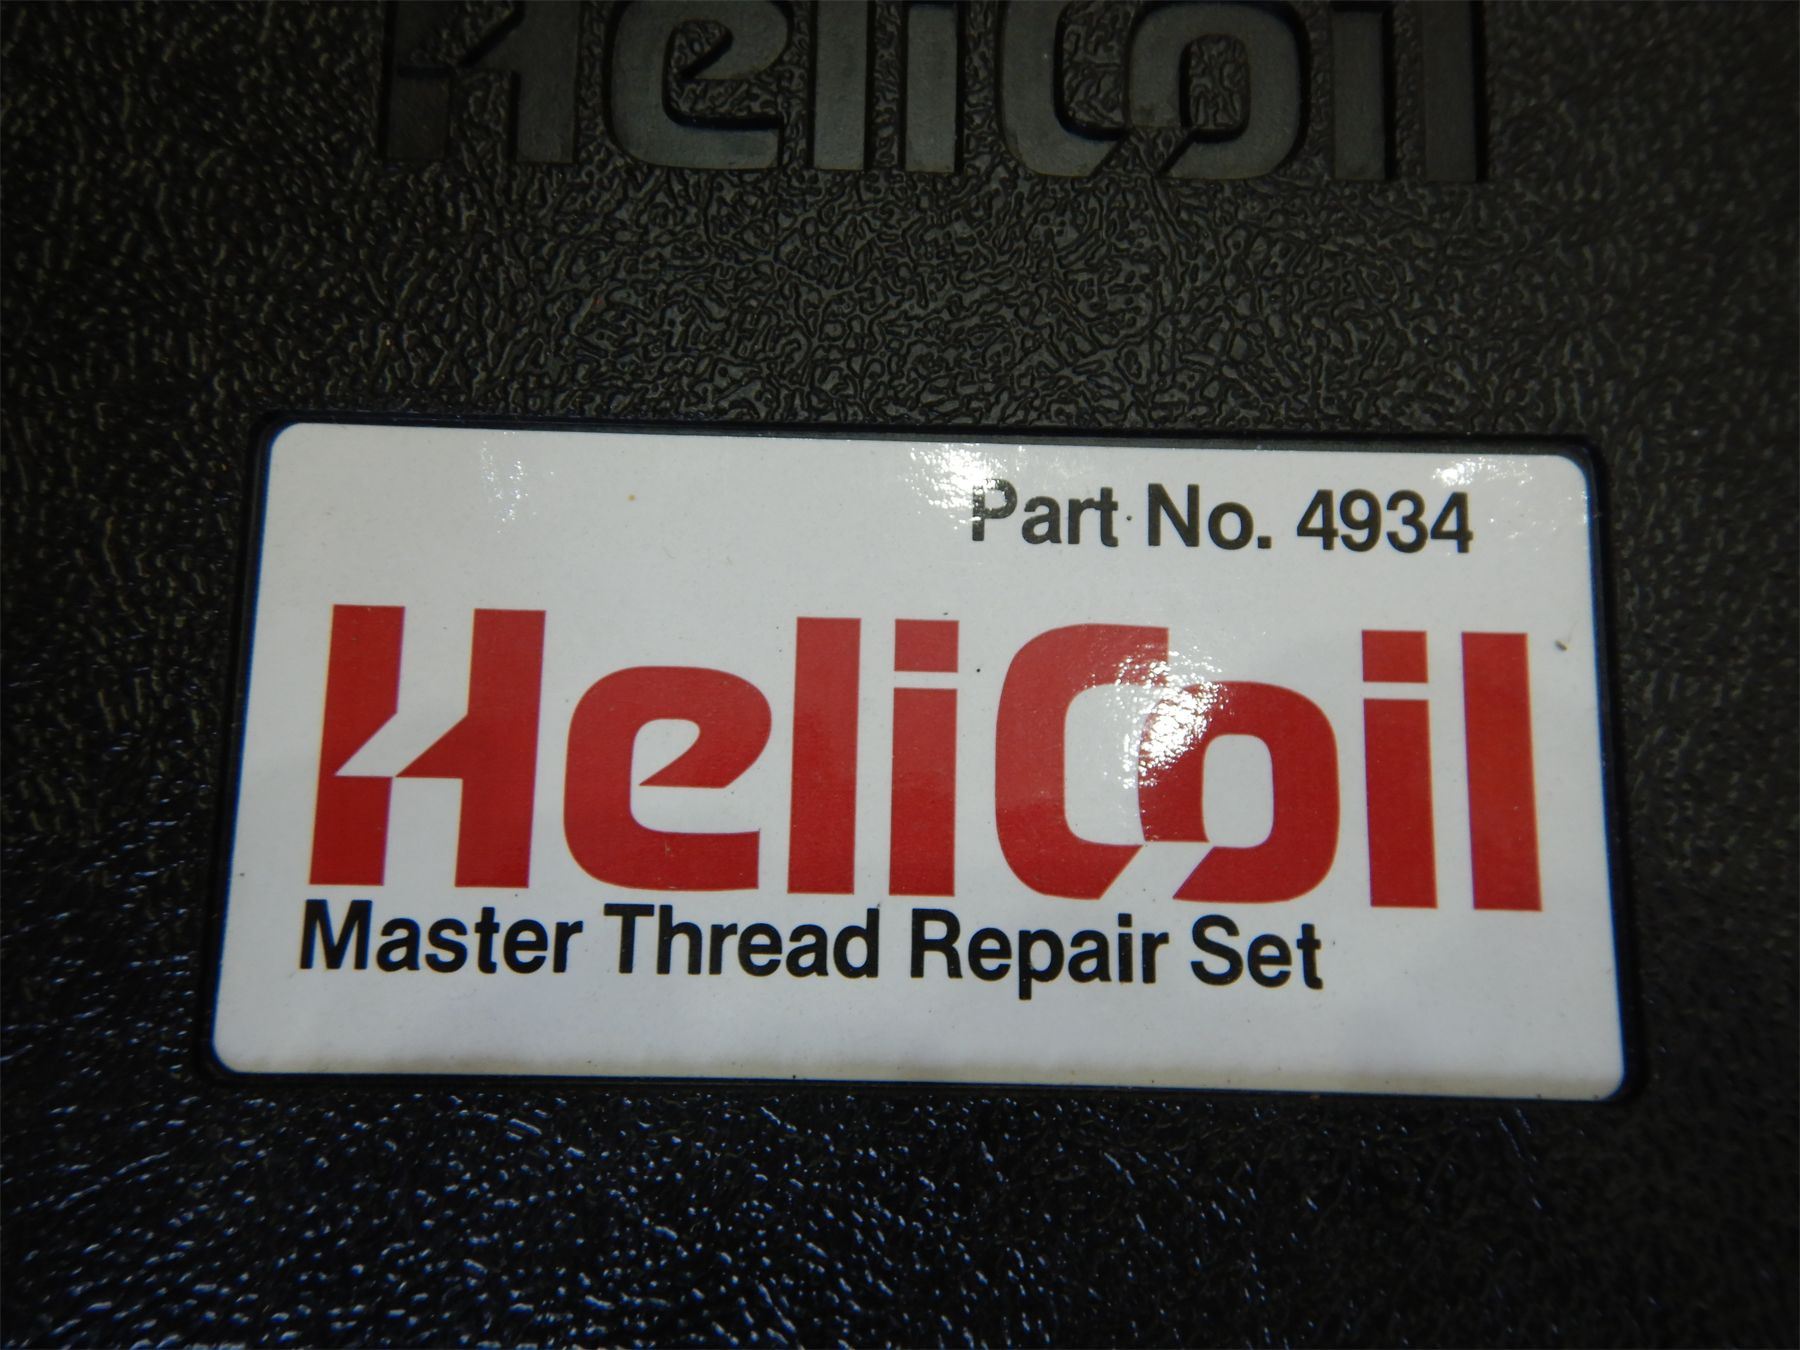 HeliCoil
Part No. 4934
HeliCoil
Master Thread Repair Set